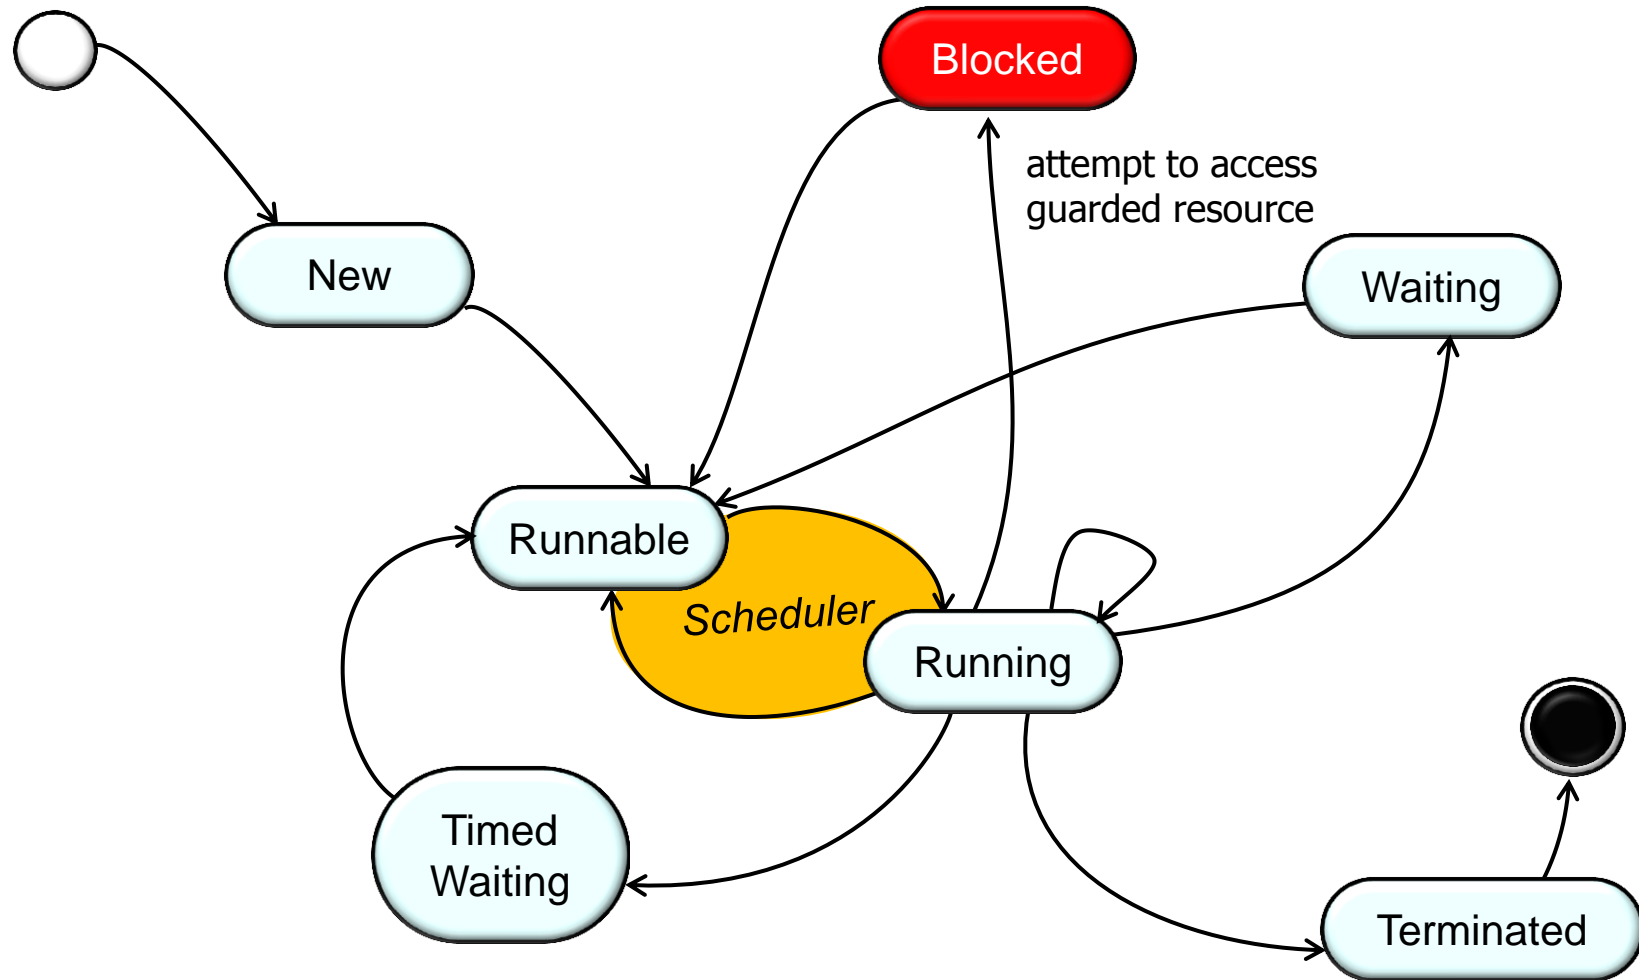 Blocked
attempt to access
guarded resource
New
Waiting
Runnable
Scheduler
Running
Timed
Waiting
Terminated